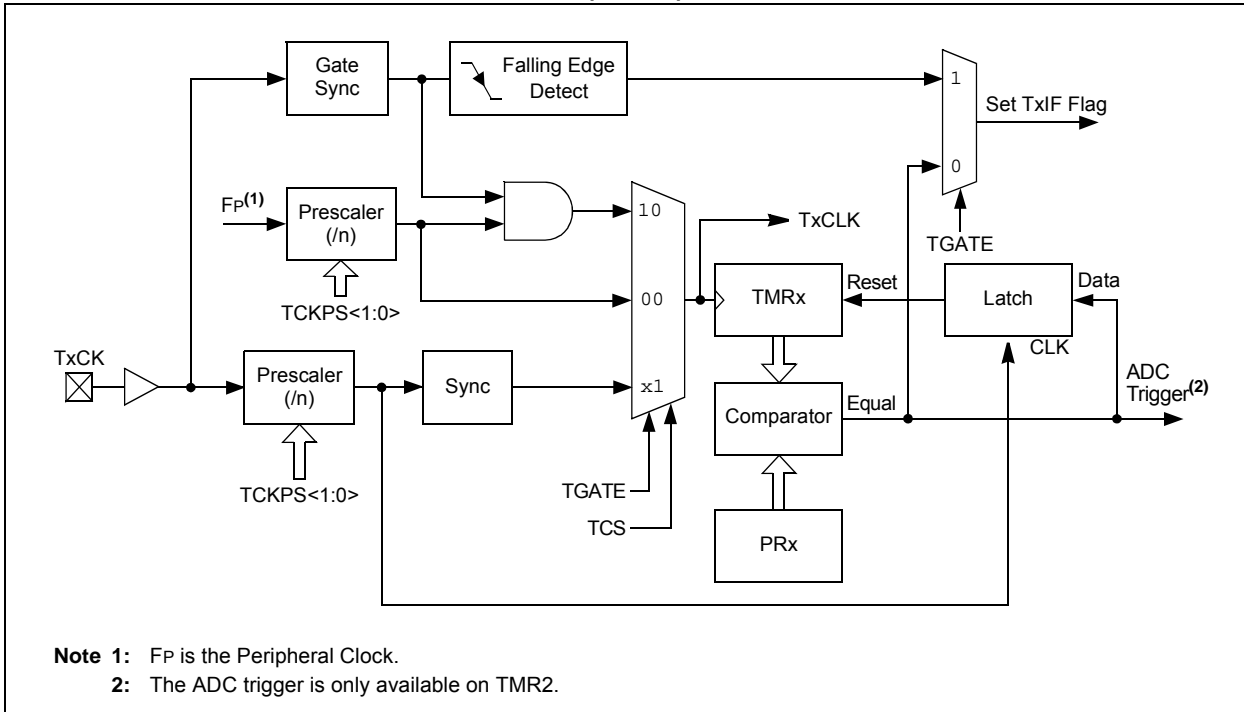 Gate
Sync
Falling Edge
Detect
1
Set TxIF Flag
0
FP(1)
Prescaler
(/n)
10
TxCLK
TGATE
TCKPS<1:0>
00
TMRx
Reset
Latch
Data
CLK
TxCK
Prescaler
(/n)
Sync
x1
Comparator
Equal
ADC
Trigger(2)
TCKPS<1:0>
TGATE
TCS
PRx
Note 1: FP is the Peripheral Clock.
2: The ADC trigger is only available on TMR2.